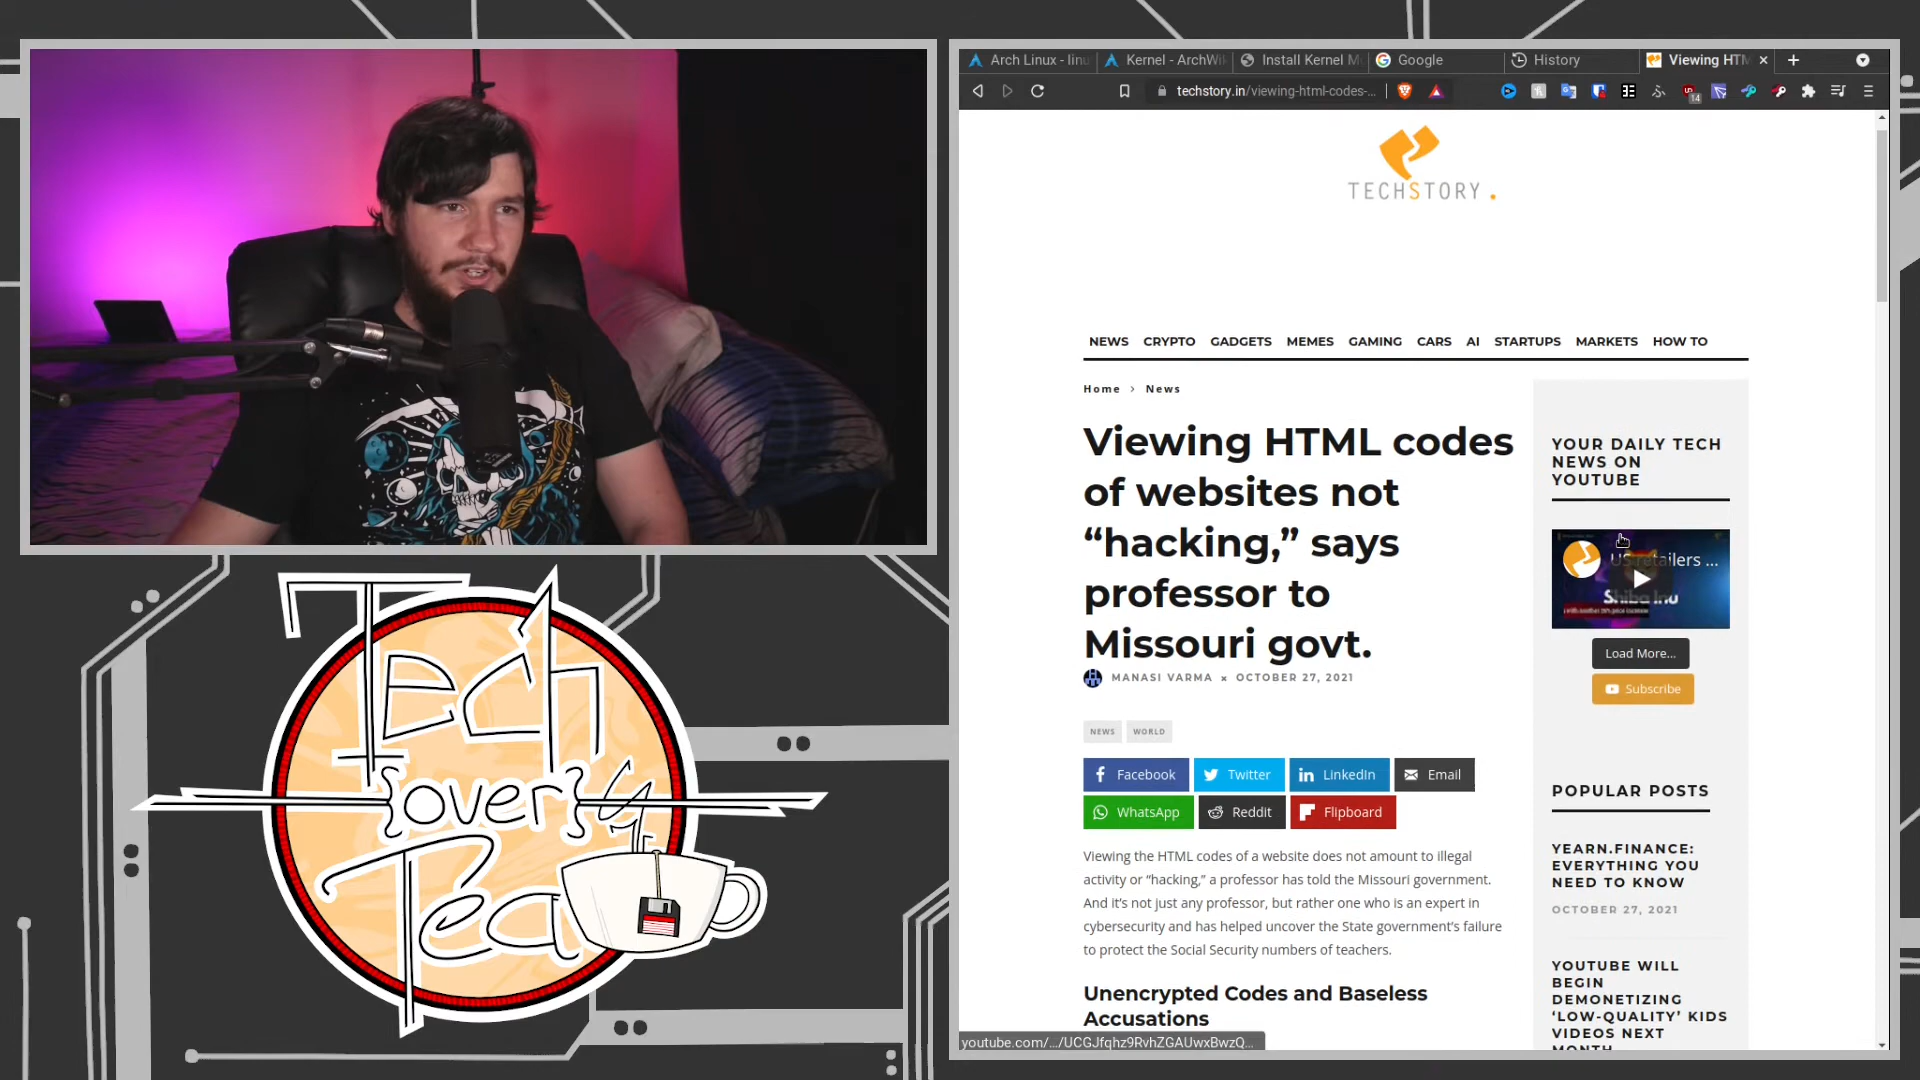 Arch Linux - linu
Kernel - ArchWi
Install Kernel M
Google
History
Viewing HTM
techstory.in/viewing-html-codes-...
14
TECHSTORY.
NEWS CRYPTO GADGETS MEMES GAMING CARS AI STARTUPS MARKETS HOW TO
Home › News
Viewing HTML codes
of websites not
“hacking,” says
professor to
Missouri govt.
MANASI VARMA × OCTOBER 27, 2021
NEWS WORLD
Facebook Twitter LinkedIn Email
WhatsApp Reddit Flipboard
Viewing the HTML codes of a website does not amount to illegal
activity or “hacking,” a professor has told the Missouri government.
And it’s not just any professor, but rather one who is an expert in
cybersecurity and has helped uncover the State government’s failure
to protect the Social Security numbers of teachers.
Unencrypted Codes and Baseless
Accusations
YOUR DAILY TECH
NEWS ON
YOUTUBE
US retailers ...
Shiba Inu
Load More...
Subscribe
POPULAR POSTS
YEARN.FINANCE:
EVERYTHING YOU
NEED TO KNOW
OCTOBER 27, 2021
YOUTUBE WILL
BEGIN
DEMONETIZING
‘LOW-QUALITY’ KIDS
VIDEOS NEXT
MONTH
youtube.com/.../UCGJfqhz9RvhZGAUwxBwzQ...
Tech
{over}
Tea